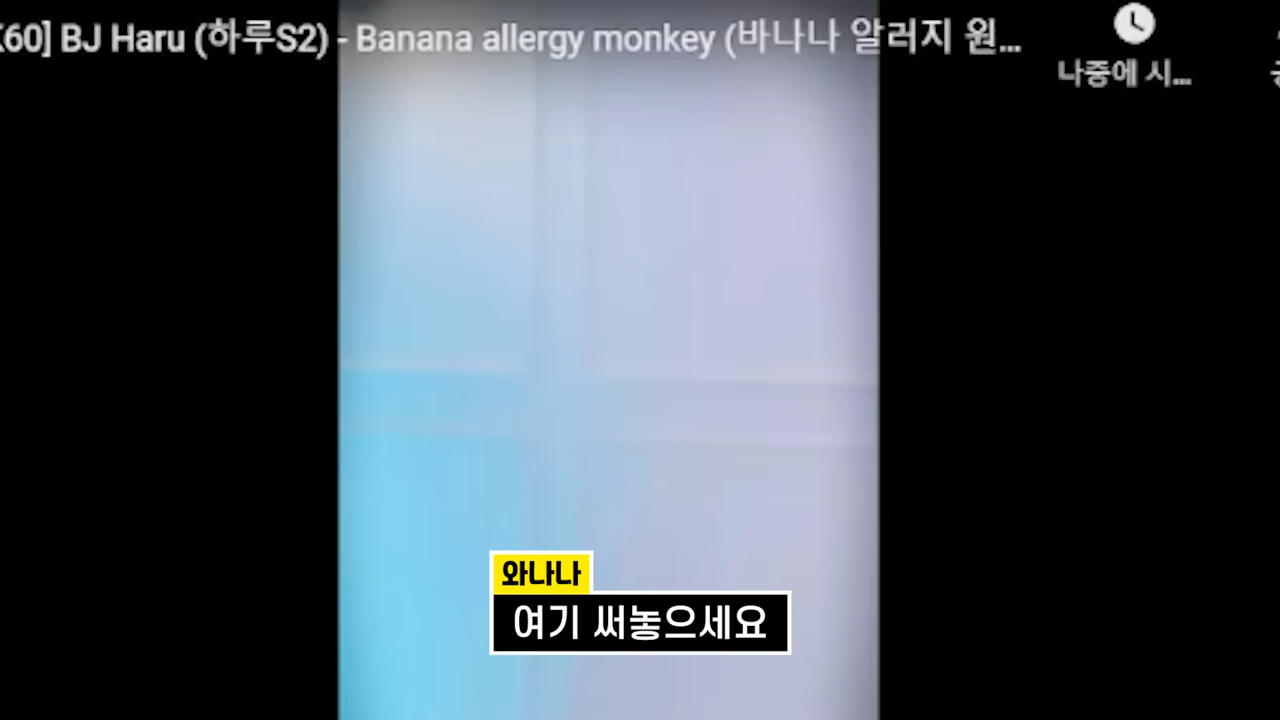 K60] BJ Haru (하루S2) - Banana allergy monkey (바나나 알러지 원...
나중에 시...
와나나
여기 써놓으세요